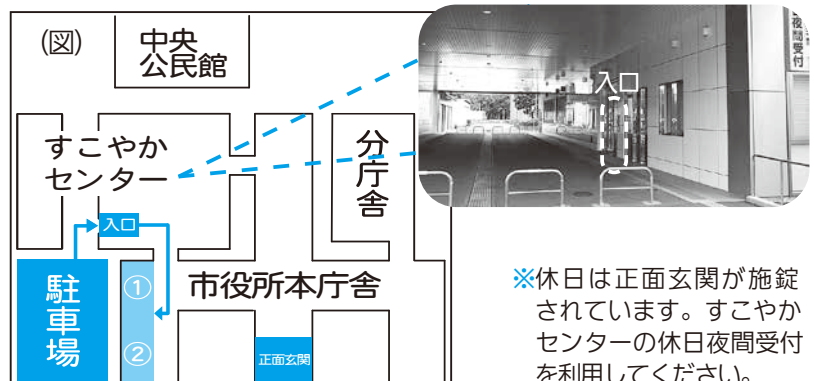 (図)
中央
公民館
すこやか
センター
分庁舎
入口
入口
夜間受付
駐車場
①
市役所本庁舎
②
正面玄関
※休日は正面玄関が施錠
されています。すこやか
センターの休日夜間受付
を利用してください。